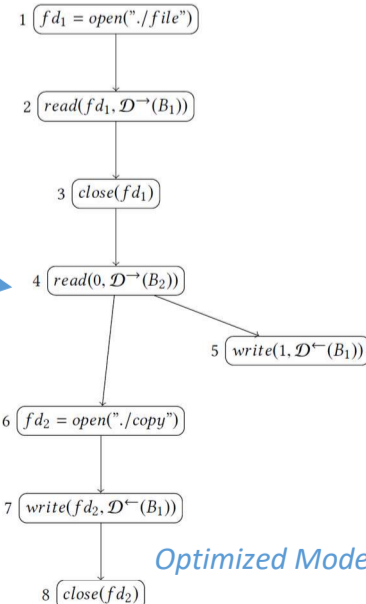 1 fd₁ = open("./file")
2 read(fd₁, 𝒟→(B₁))
3 close(fd₁)
4 read(0, 𝒟→(B₂))
5 write(1, 𝒟←(B₁))
6 fd₂ = open("./copy")
7 write(fd₂, 𝒟←(B₁))
Optimized Mode
8 close(fd₂)